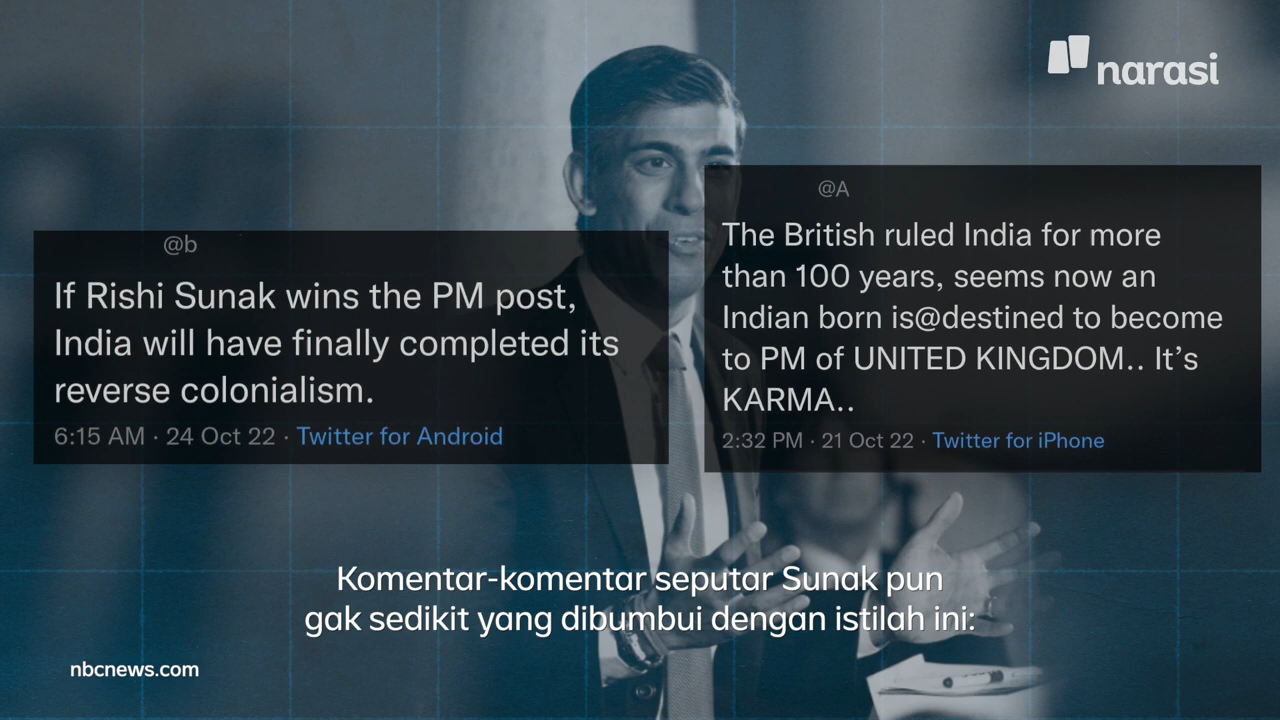 narasi
@b
If Rishi Sunak wins the PM post,
India will have finally completed its
reverse colonialism.
6:15 AM · 24 Oct 22 · Twitter for Android
@A
The British ruled India for more
than 100 years, seems now an
Indian born is@destined to become
to PM of UNITED KINGDOM.. It’s
KARMA..
2:32 PM · 21 Oct 22 · Twitter for iPhone
Komentar-komentar seputar Sunak pun
gak sedikit yang dibumbui dengan istilah ini:
nbcnews.com